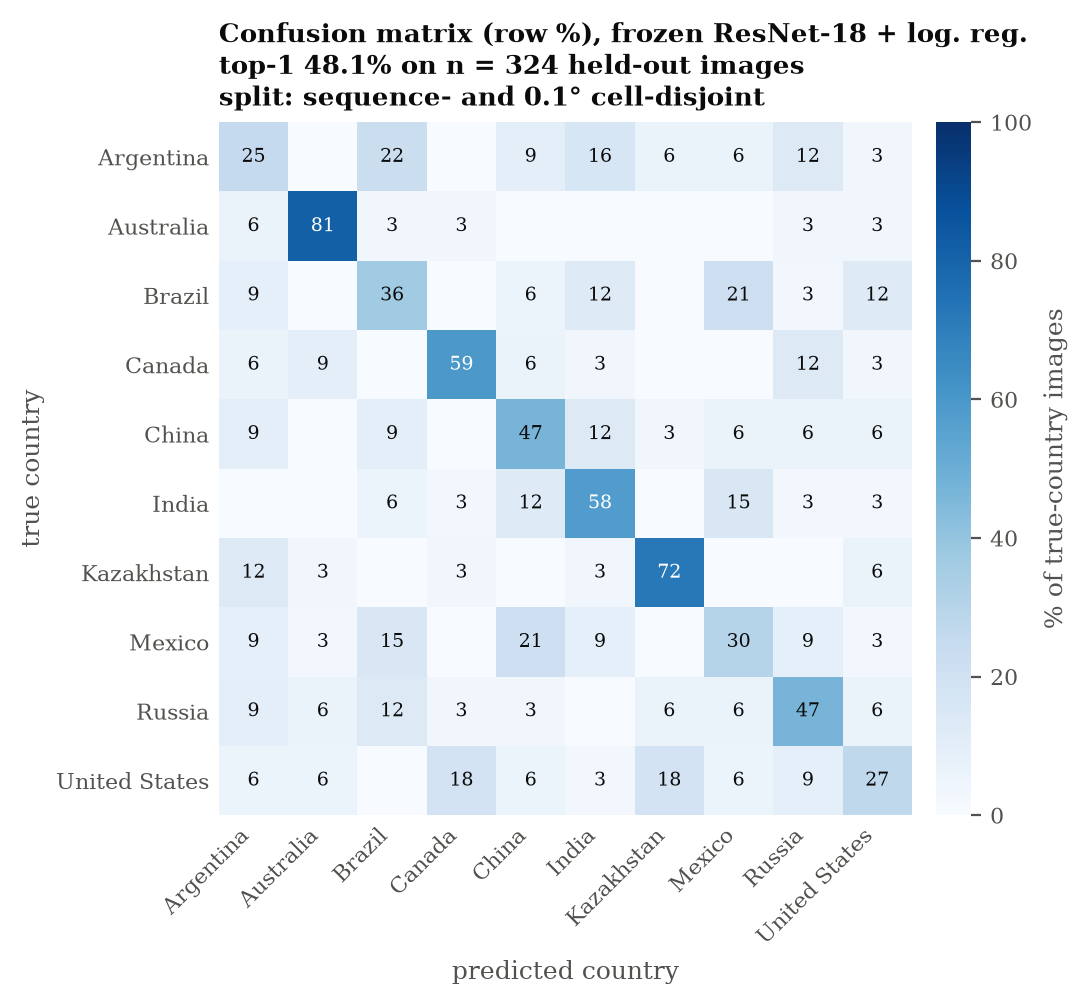 Confusion matrix (row %), frozen ResNet-18 + log. reg.
top-1 48.1% on n = 324 held-out images
split: sequence- and 0.1° cell-disjoint
Argentina 25 22 9 16 6 6 12 3
Australia 6 81 3 3 3 3
Brazil 9 36 6 12 21 3 12
Canada 6 9 59 6 3 12 3
China 9 9 47 12 3 6 6 6
India 6 3 12 58 15 3 3
Kazakhstan 12 3 3 3 72 6
Mexico 9 3 15 21 9 30 9 3
Russia 9 6 12 3 3 6 6 47 6
United States 6 6 18 6 3 18 6 9 27
Argentina Australia Brazil Canada China India Kazakhstan Mexico Russia United States
predicted country
true country
100
80
60
40
20
0
% of true-country images